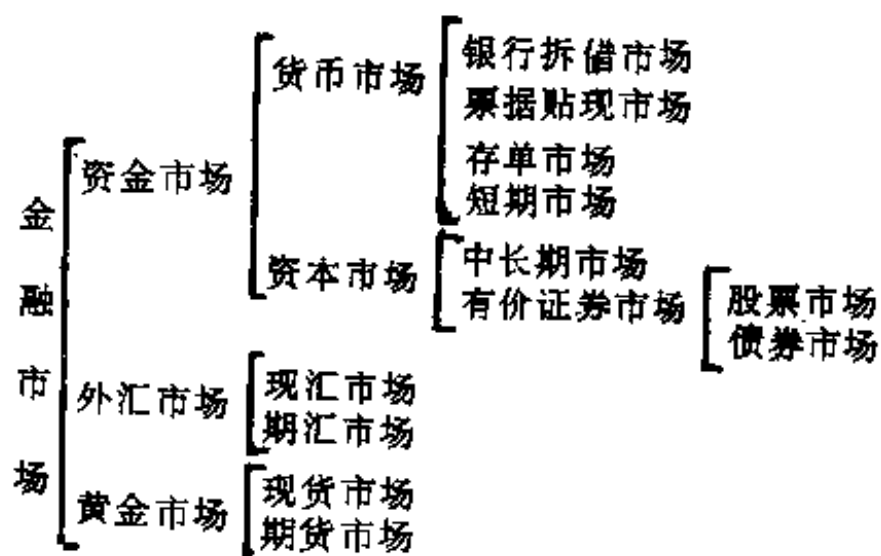 金融市场
资金市场
货币市场
银行拆借市场
票据贴现市场
存单市场
短期市场
资本市场
中长期市场
有价证券市场
股票市场
债券市场
外汇市场
现汇市场
期汇市场
黄金市场
现货市场
期货市场